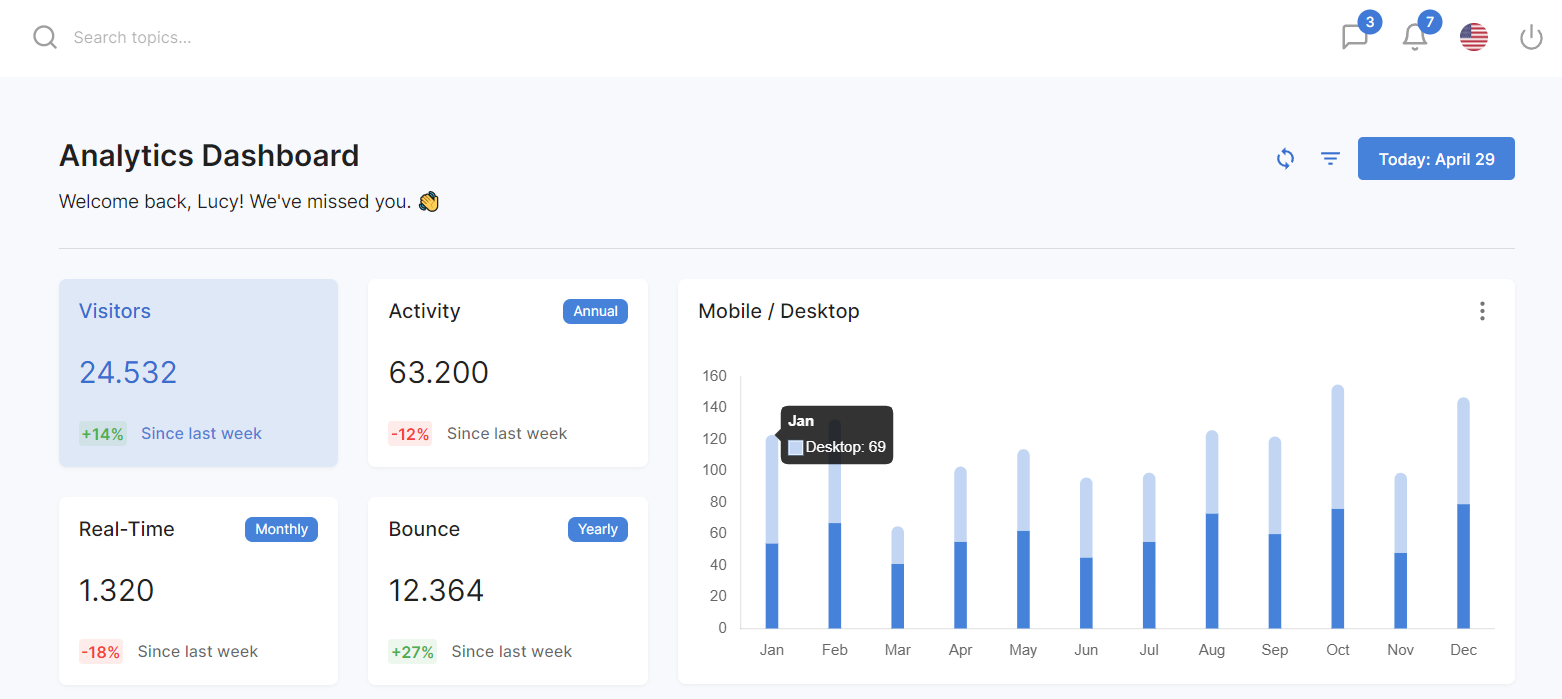 Search topics...
3
7
Analytics Dashboard
Today: April 29
Welcome back, Lucy! We've missed you. 👋
Visitors
24.532
+14% Since last week
Activity
Annual
63.200
-12% Since last week
Real-Time
Monthly
1.320
-18% Since last week
Bounce
Yearly
12.364
+27% Since last week
Mobile / Desktop
160
140
120
100
80
60
40
20
0
Jan
Desktop: 69
Jan Feb Mar Apr May Jun Jul Aug Sep Oct Nov Dec